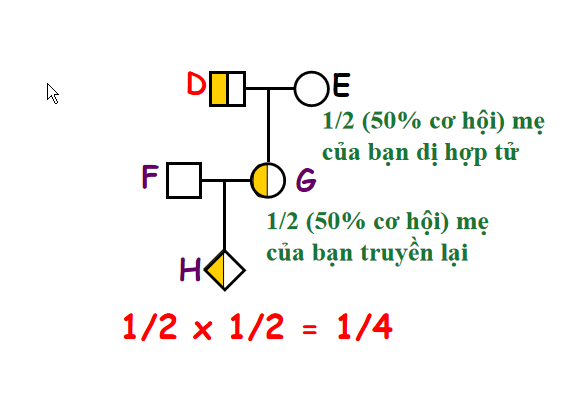 D
E
1/2 (50% cơ hội) mẹ
của bạn dị hợp tử
F
G
1/2 (50% cơ hội) mẹ
của bạn truyền lại
H
1/2 x 1/2 = 1/4